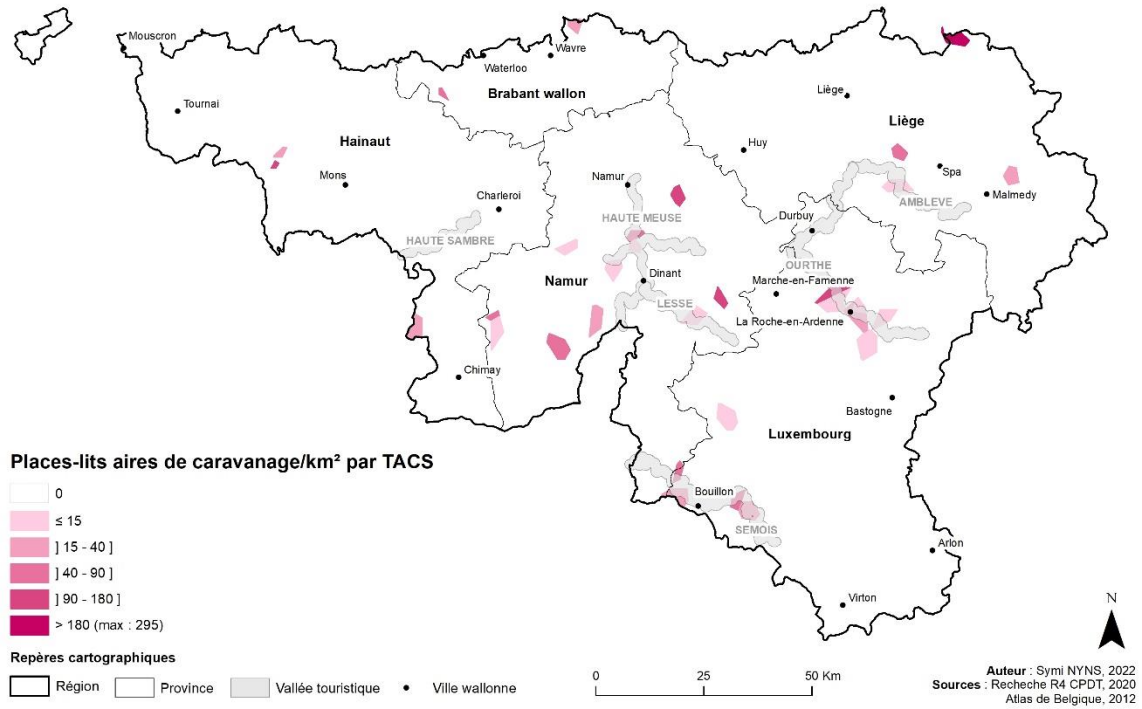 Mouscron
Wavre
Waterloo
Brabant wallon
Tournai
Liège
Hainaut
Liège
Huy
Mons
Spa
Namur
Charleroi
Malmedy
AMBLEVE
HAUTE MEUSE
Durbuy
HAUTE SAMBRE
OURTHE
Namur
Dinant
Marche-en-Famenne
LESSE
La Roche-en-Ardenne
Chimay
Bastogne
Luxembourg
Bouillon
SEMOIS
Arlon
Virton
Places-lits aires de caravanage/km² par TACS
0
≤ 15
] 15 - 40 ]
] 40 - 90 ]
] 90 - 180 ]
> 180 (max : 295)
Repères cartographiques
Région
Province
Vallée touristique
Ville wallonne
0 25 50 Km
N
Auteur : Symi NYNS, 2022
Sources : Recheche R4 CPDT, 2020
Atlas de Belgique, 2012